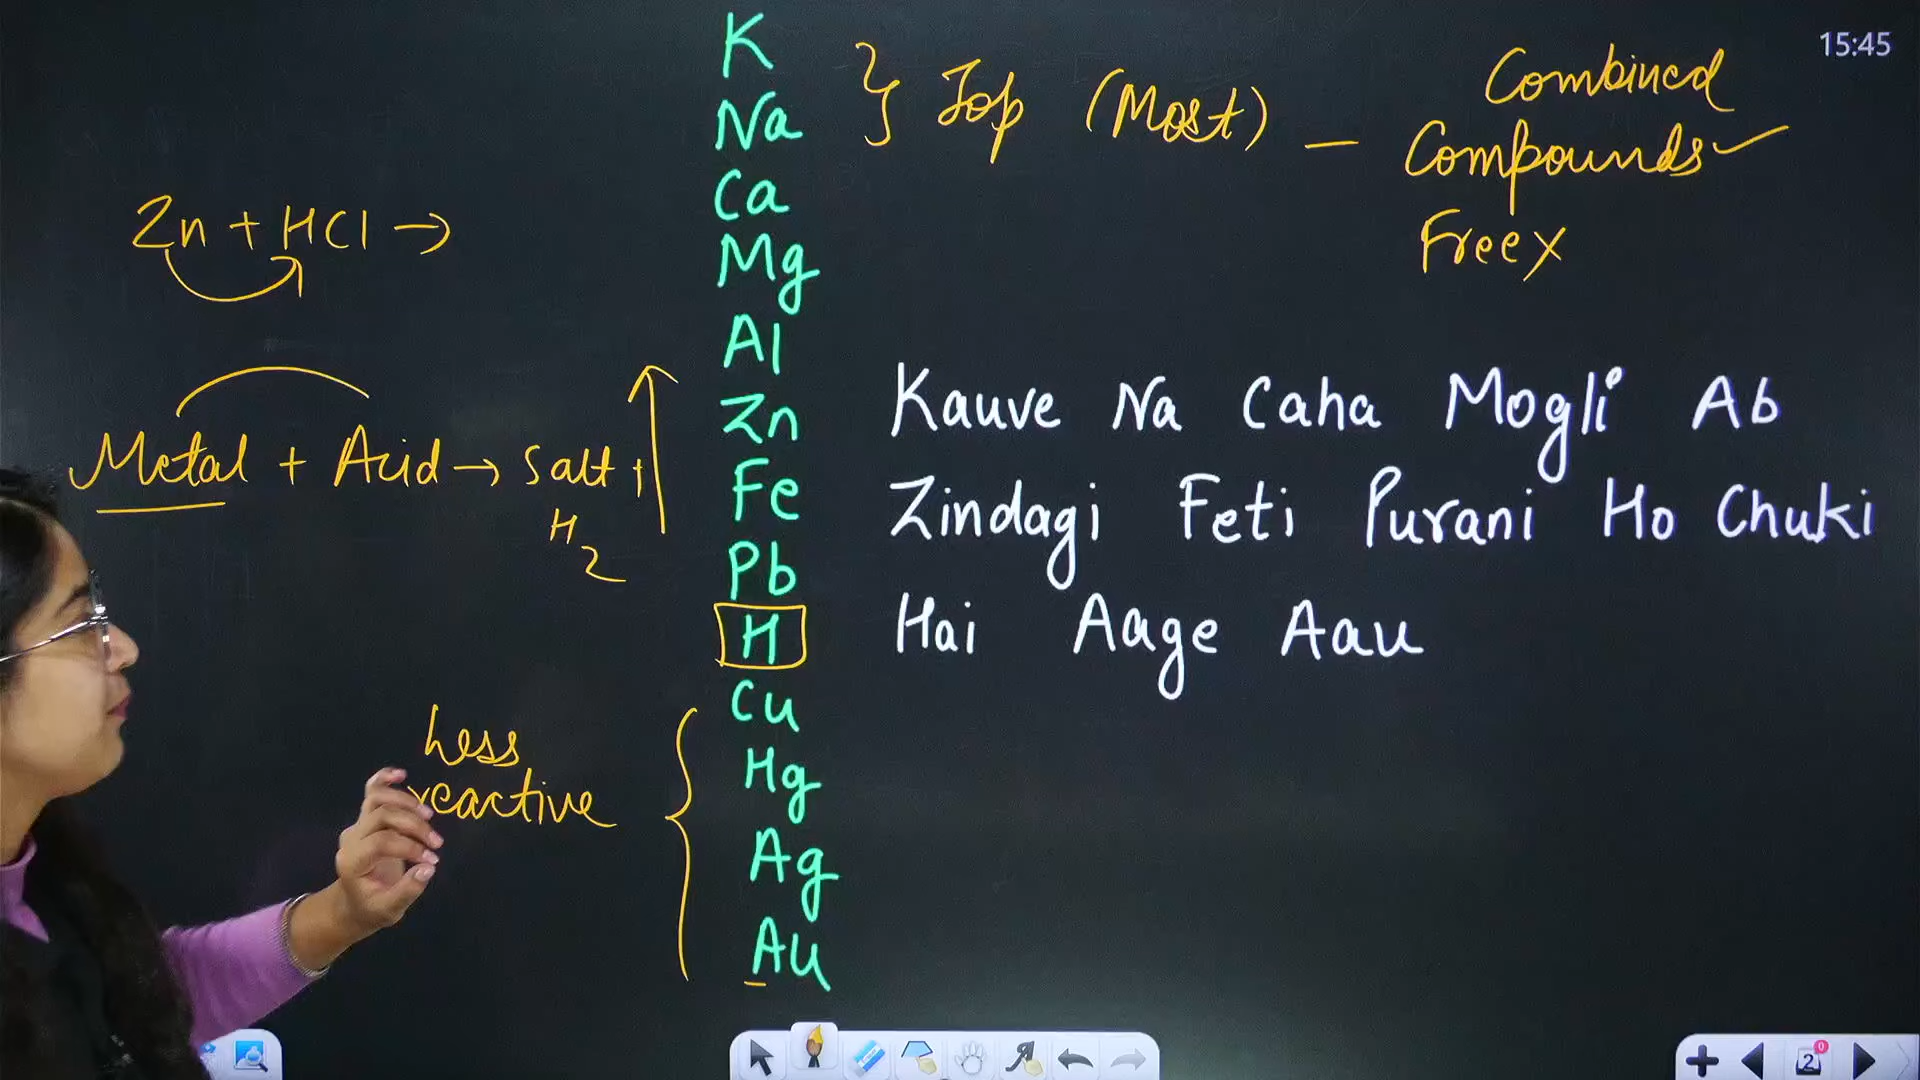 15:45
K
Na
Ca
Mg
Al
Zn
Fe
Pb
H
Cu
Hg
Ag
Au
} Top (Most) —
Combined
Compounds ✓
Free X
Zn + HCl →
Metal + Acid → Salt +
H2
Less
reactive
Kauve Na Caha Mogli Ab
Zindagi Feti Purani Ho Chuki
Hai Aage Aau
2
0